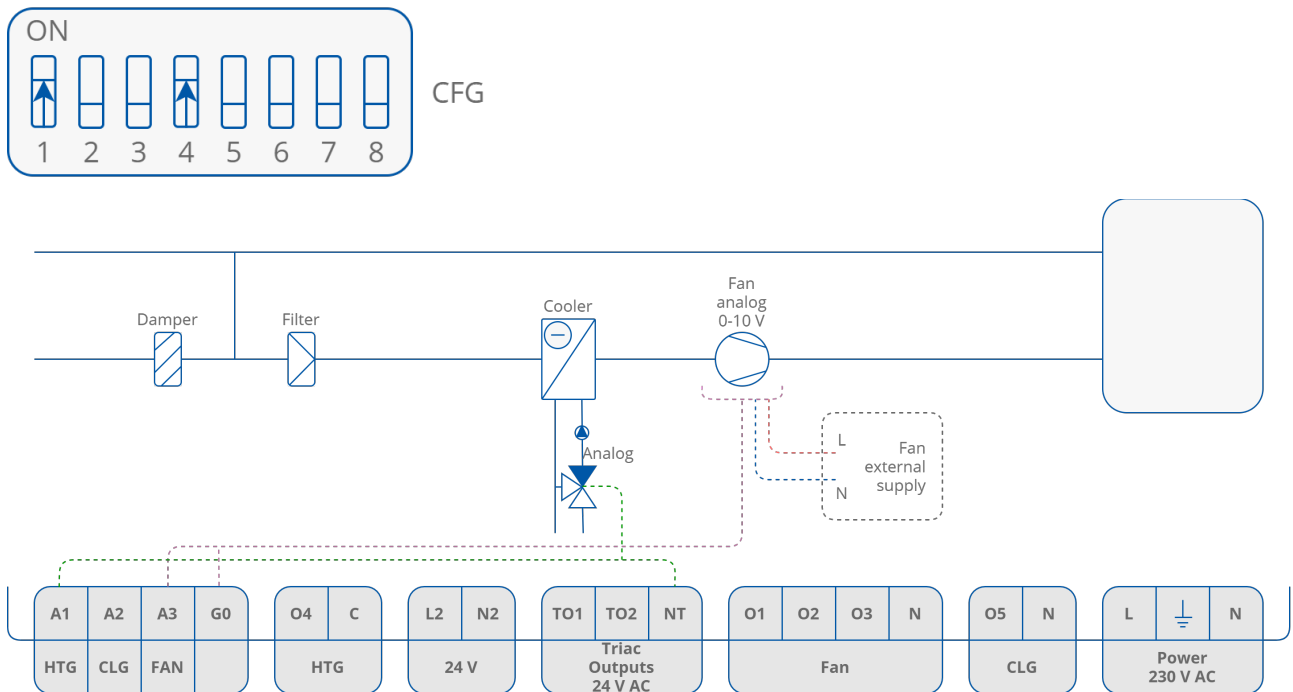 ON
CFG
1 2 3 4 5 6 7 8
Damper
Filter
Cooler
Fan
analog
0-10 V
Analog
L
N
Fan
external
supply
A1 A2 A3 G0
HTG CLG FAN
O4 C
HTG
L2 N2
24 V
TO1 TO2 NT
Triac
Outputs
24 V AC
O1 O2 O3 N
Fan
O5 N
CLG
L N
Power
230 V AC